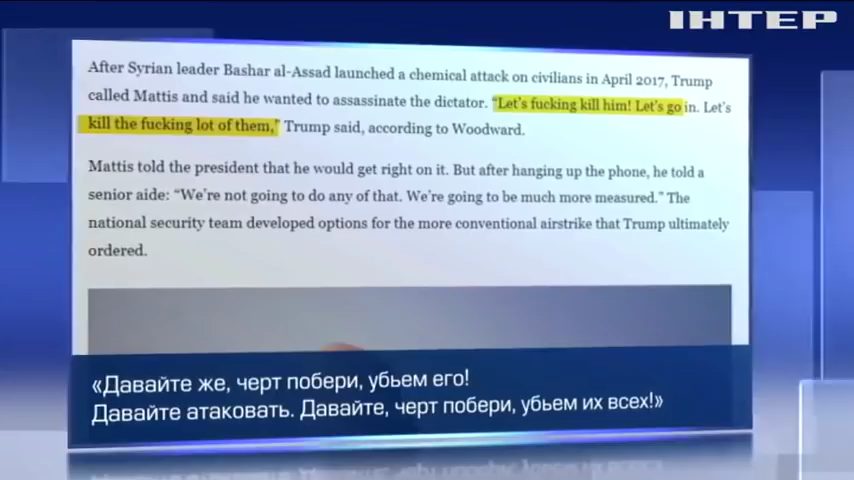 ІНТЕР
After Syrian leader Bashar al-Assad launched a chemical attack on civilians in April 2017, Trump
called Mattis and said he wanted to assassinate the dictator. “Let’s fucking kill him! Let’s go in. Let’s
kill the fucking lot of them,” Trump said, according to Woodward.
Mattis told the president that he would get right on it. But after hanging up the phone, he told a
senior aide: “We’re not going to do any of that. We’re going to be much more measured.” The
national security team developed options for the more conventional airstrike that Trump ultimately
ordered.
«Давайте же, черт побери, убьем его!
Давайте атаковать. Давайте, черт побери, убьем их всех!»